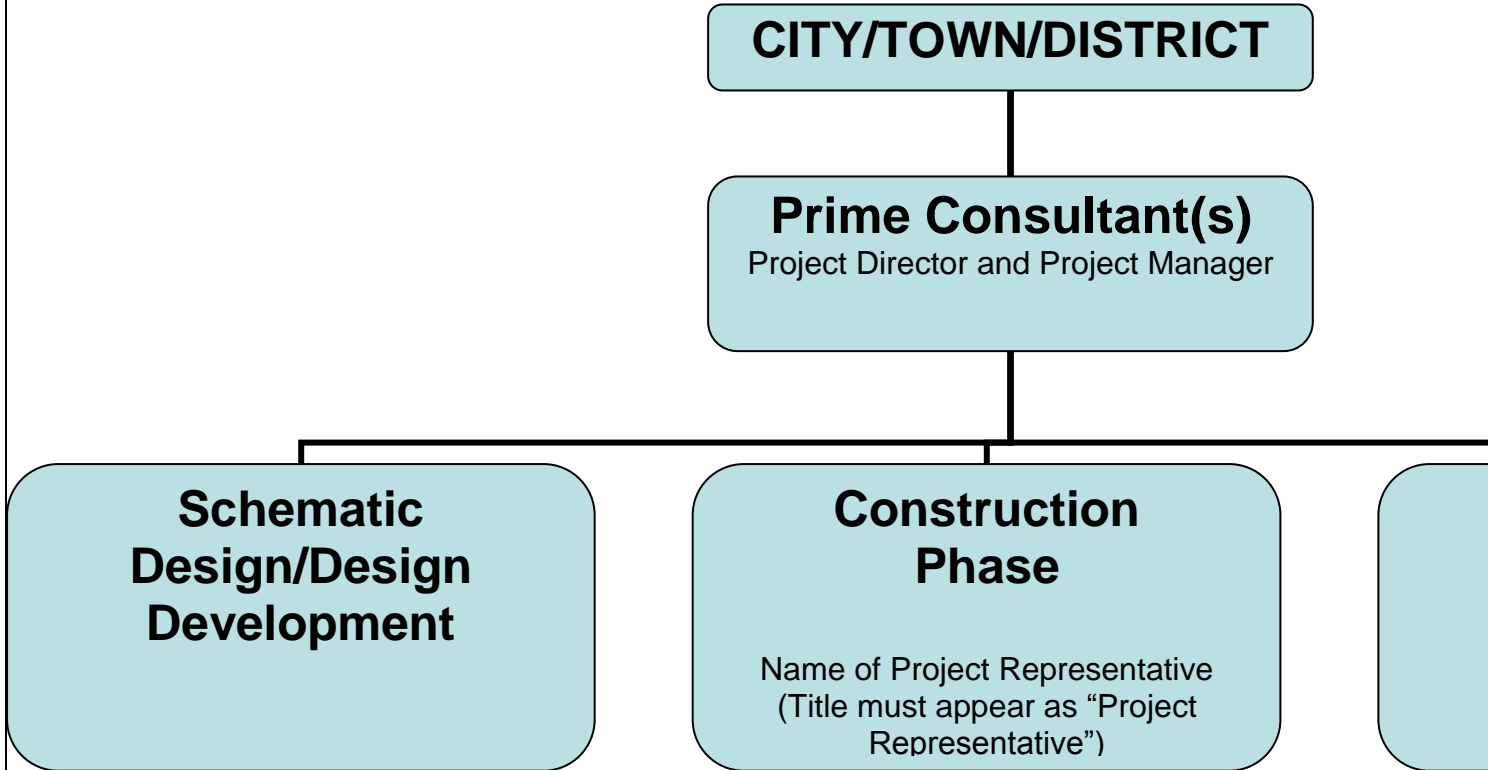 CITY/TOWN/DISTRICT
Prime Consultant(s)
Project Director and Project Manager
Schematic
Design/Design
Development
Construction
Phase
Name of Project Representative
(Title must appear as “Project
Representative”)